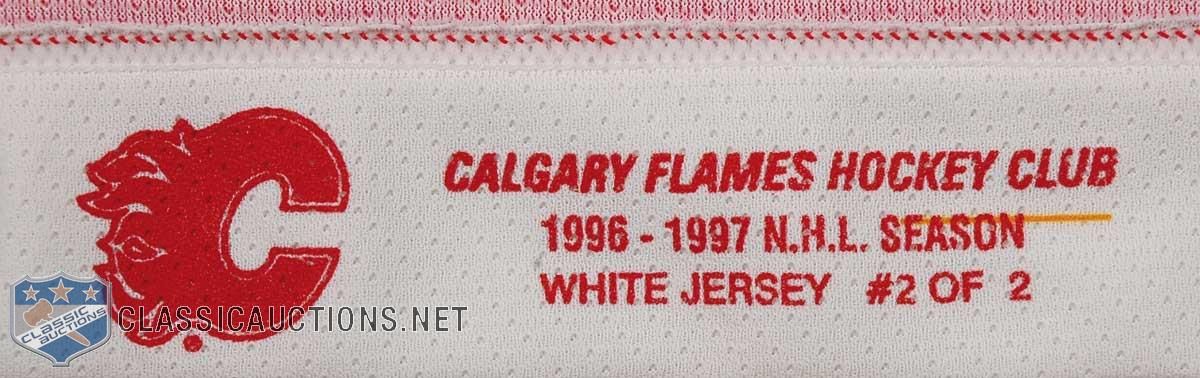 CALGARY FLAMES HOCKEY CLUB
1996 - 1997 N.H.L. SEASON
WHITE JERSEY #2 OF 2
C
CLASSIC AUCTIONS
CLASSICAUCTIONS.NET